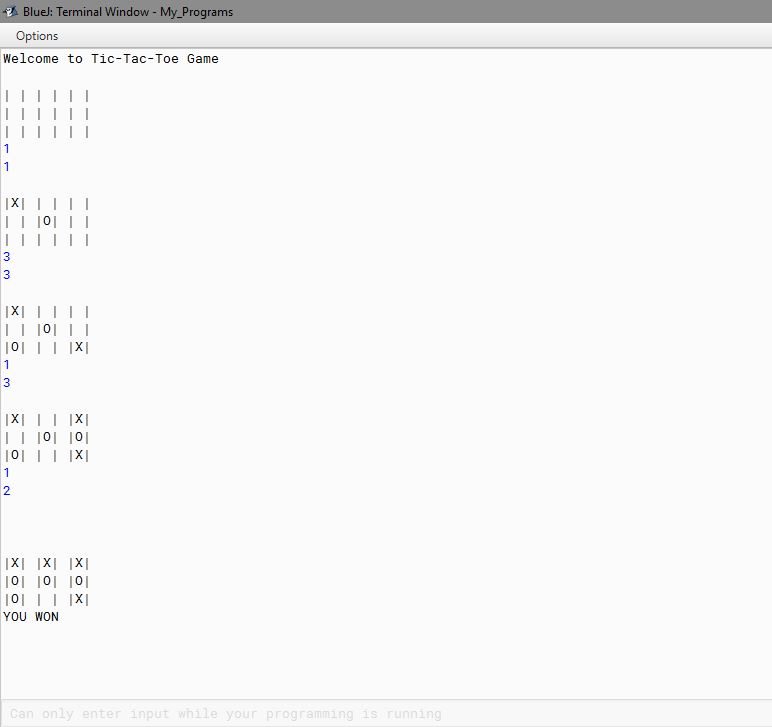 BlueJ: Terminal Window - My_Programs
Options
Welcome to Tic-Tac-Toe Game
| | | | | |
| | | | | |
| | | | | |
1
1
|X| | | | |
| | |O| | |
| | | | | |
3
3
|X| | | | |
| | |O| | |
|O| | | |X|
1
3
|X| | | |X|
| | |O| |O|
|O| | | |X|
1
2
|X| |X| |X|
|O| |O| |O|
|O| | | |X|
YOU WON
Can only enter input while your programming is running